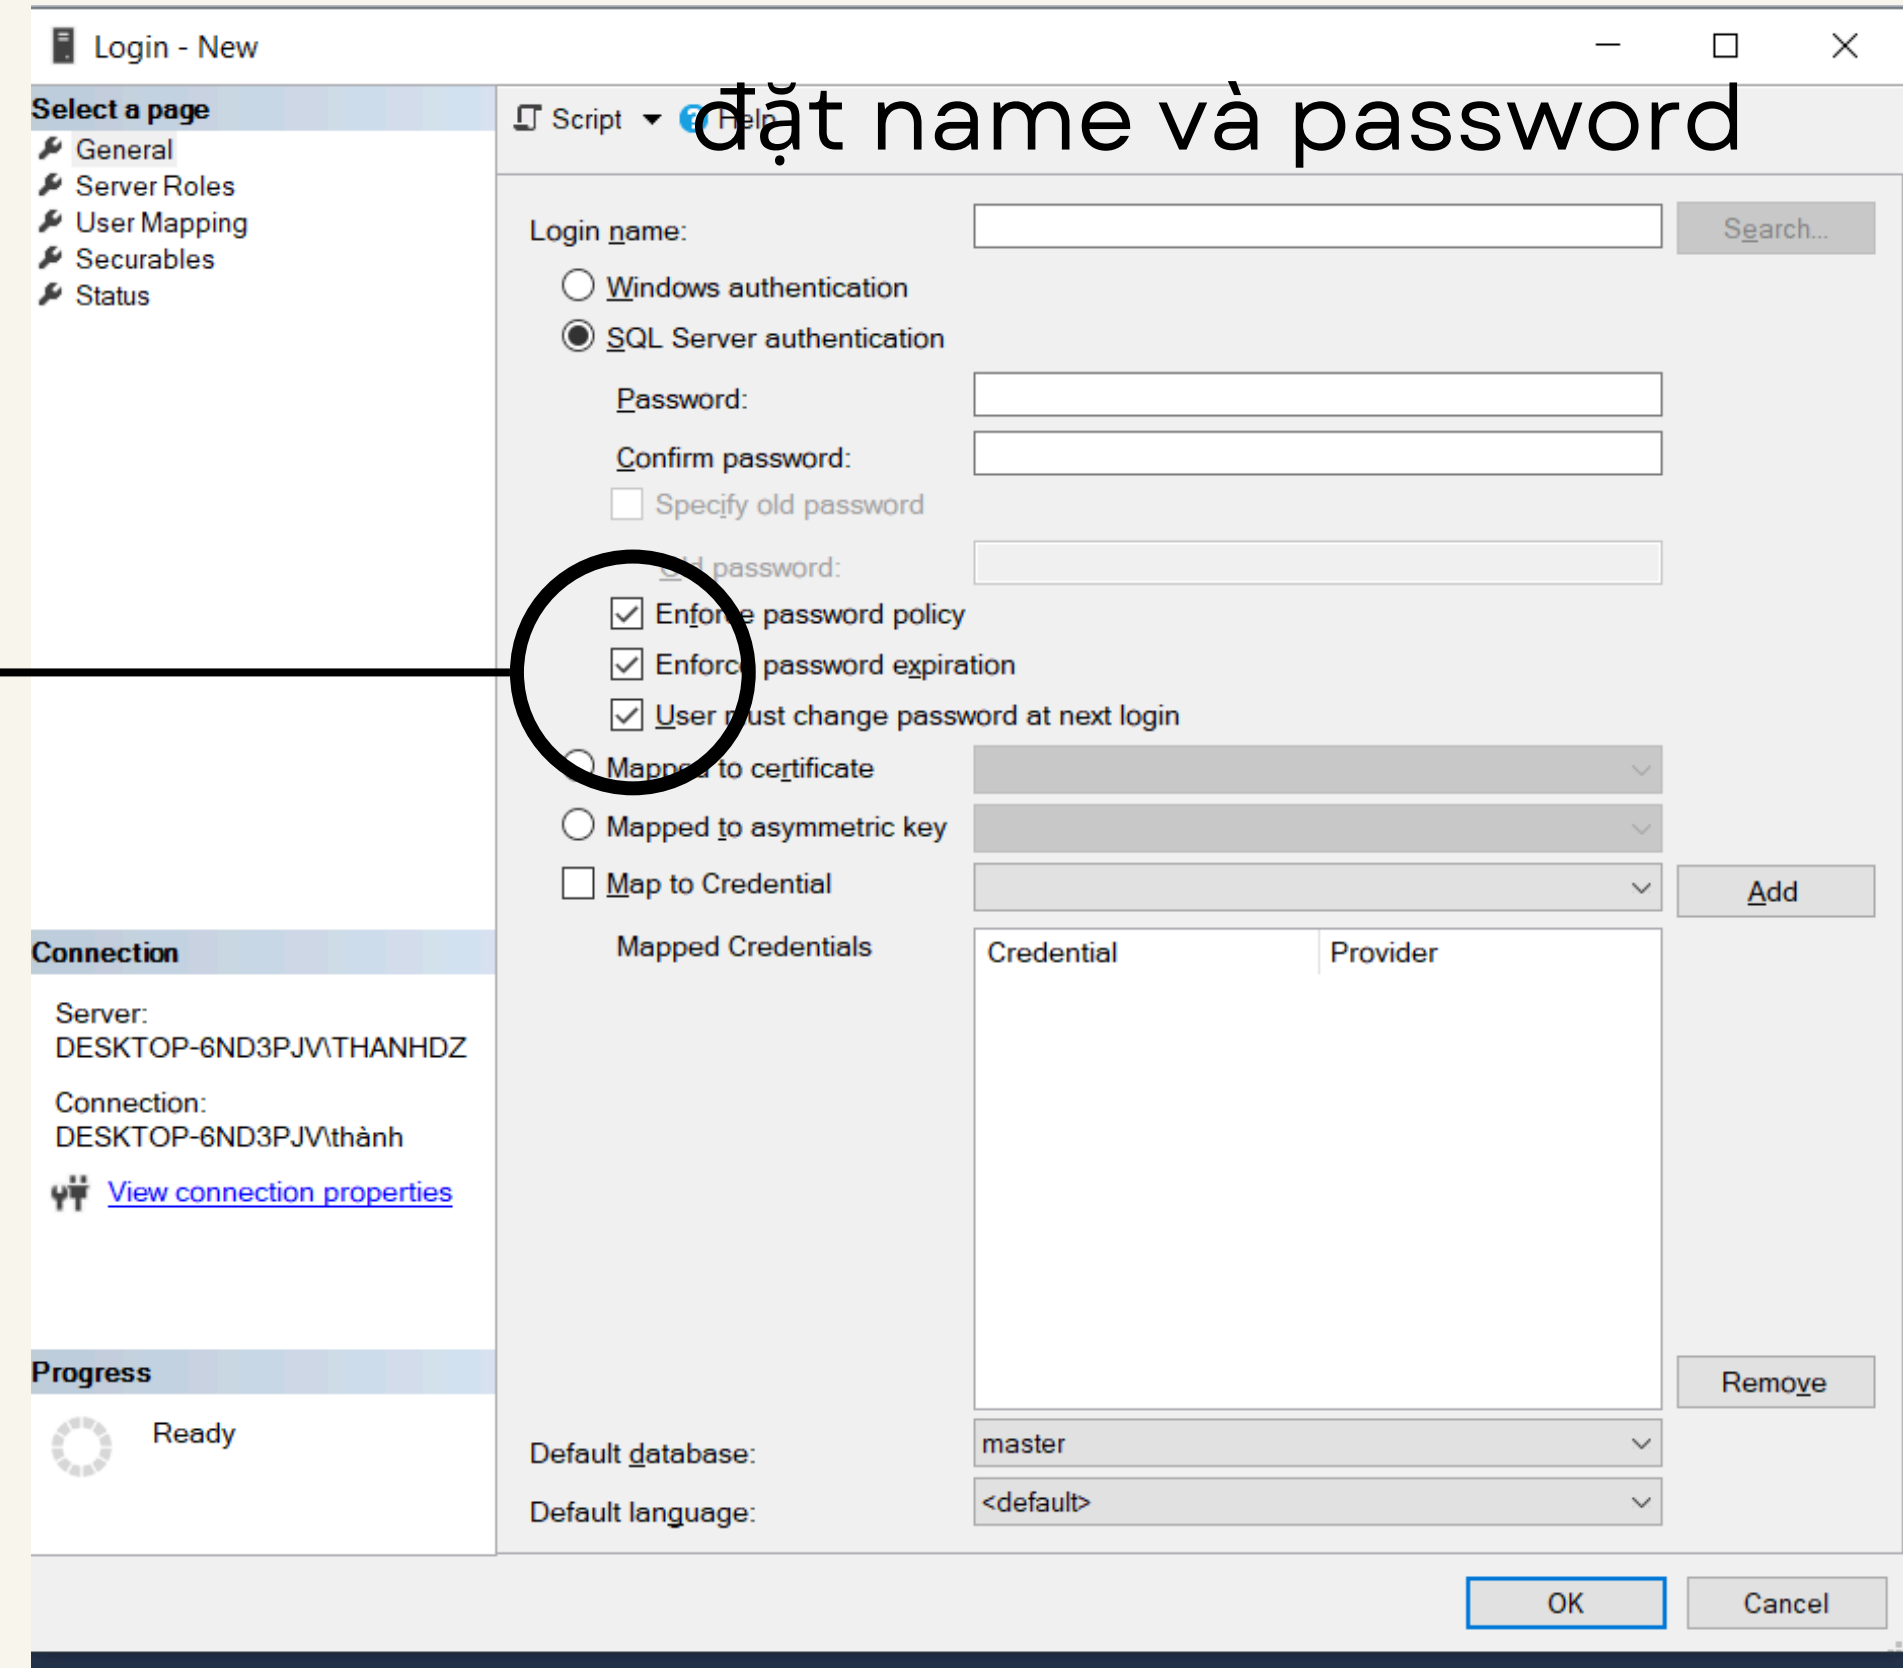 Login - New
đặt name và password
Select a page
General
Server Roles
User Mapping
Securables
Status
Script
Help
Login name:
Search...
Windows authentication
SQL Server authentication
Password:
Confirm password:
Specify old password
Old password:
Enforce password policy
Enforce password expiration
User must change password at next login
Mapped to certificate
Mapped to asymmetric key
Map to Credential
Add
Mapped Credentials
Credential Provider
Remove
Default database: master
Default language: <default>
Connection
Server:
DESKTOP-6ND3PJV\THANHDZ
Connection:
DESKTOP-6ND3PJV\thành
View connection properties
Progress
Ready
OK Cancel